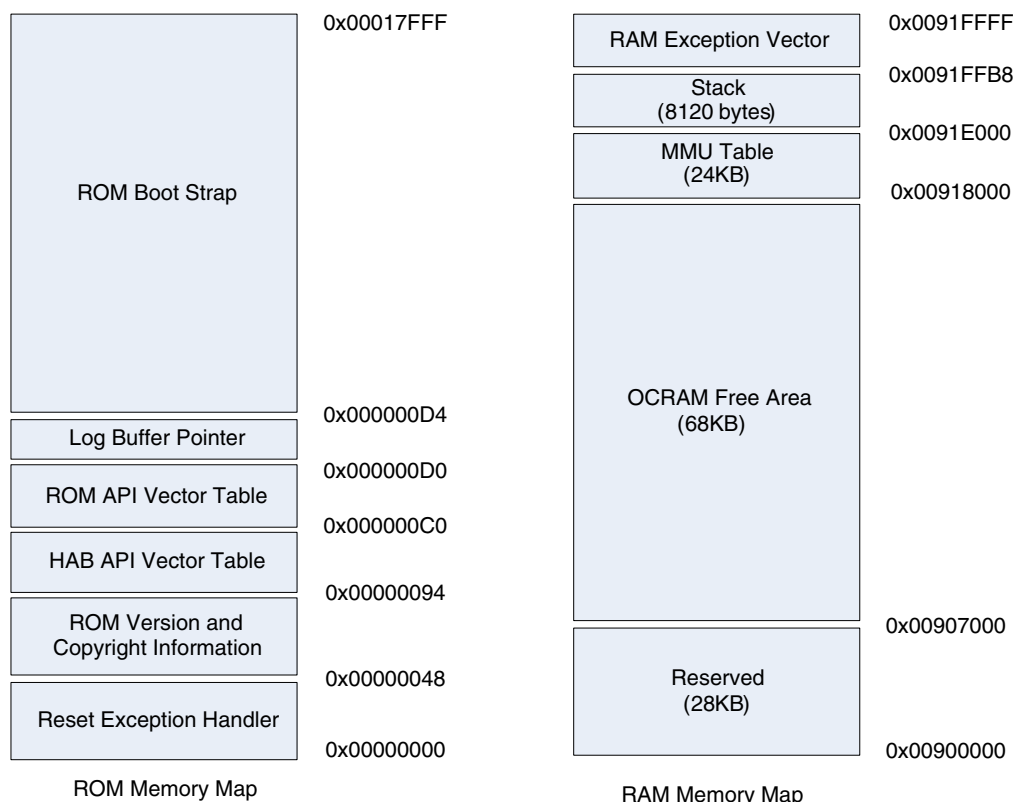 0x00017FFF
ROM Boot Strap
0x000000D4
Log Buffer Pointer
0x000000D0
ROM API Vector Table
0x000000C0
HAB API Vector Table
0x00000094
ROM Version and
Copyright Information
0x00000048
Reset Exception Handler
0x00000000
ROM Memory Map
0x0091FFFF
RAM Exception Vector
0x0091FFB8
Stack
(8120 bytes)
0x0091E000
MMU Table
(24KB)
0x00918000
OCRAM Free Area
(68KB)
0x00907000
Reserved
(28KB)
0x00900000
RAM Memory Map